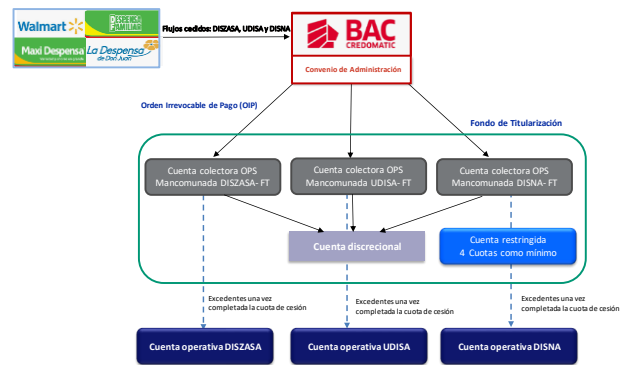 Walmart
DESPENSA
FAMILIAR
Maxi Despensa
La Despensa
de Don Juan
Flujos cedidos: DISZASA, UDISA y DISNA
BAC
CREDOMATIC
Convenio de Administración
Orden Irrevocable de Pago (OIP)
Fondo de Titularización
Cuenta colectora OPS
Mancomunada DISZASA- FT
Cuenta colectora OPS
Mancomunada UDISA- FT
Cuenta colectora OPS
Mancomunada DISNA- FT
Cuenta discrecional
Cuenta restringida
4 Cuotas como mínimo
Excedentes una vez
completada la cuota de cesión
Excedentes una vez
completada la cuota de cesión
Excedentes una vez
completada la cuota de cesión
Cuenta operativa DISZASA
Cuenta operativa UDISA
Cuenta operativa DISNA